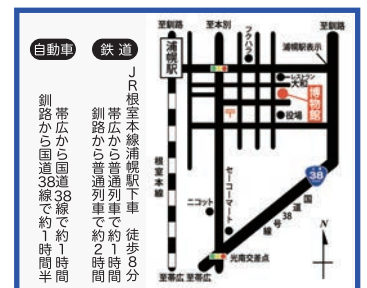 鉄道
JR根室本線浦幌駅下車 徒歩8分
帯広から普通列車で約1時間
釧路から普通列車で約2時間
自動車
帯広から国道38線で約1時間
釧路から国道38線で約1時間半
至釧路
至本別
至釧路
浦幌駅
フクハラ
浦幌駅表示
レストラン
大和
博物館
〒
役場
根室本線
セーコーマート
ニコット
国道38号線
38
光南交差点
至帯広
至帯広
N